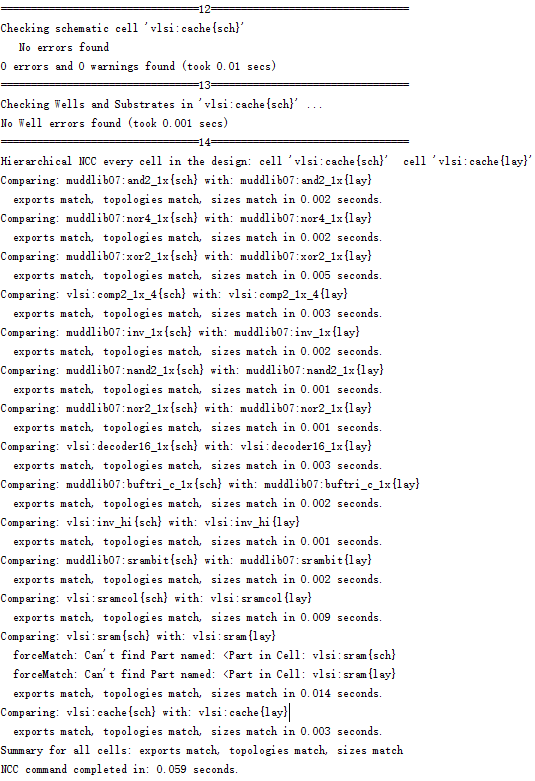 =================================12=================================
Checking schematic cell 'vlsi:cache{sch}'
   No errors found
0 errors and 0 warnings found (took 0.01 secs)
=================================13=================================
Checking Wells and Substrates in 'vlsi:cache{sch}' ...
No Well errors found (took 0.001 secs)
=================================14=================================
Hierarchical NCC every cell in the design: cell 'vlsi:cache{sch}'  cell 'vlsi:cache{lay}'
Comparing: muddlib07:and2_1x{sch} with: muddlib07:and2_1x{lay}
  exports match, topologies match, sizes match in 0.002 seconds.
Comparing: muddlib07:nor4_1x{sch} with: muddlib07:nor4_1x{lay}
  exports match, topologies match, sizes match in 0.002 seconds.
Comparing: muddlib07:xor2_1x{sch} with: muddlib07:xor2_1x{lay}
  exports match, topologies match, sizes match in 0.005 seconds.
Comparing: vlsi:comp2_1x_4{sch} with: vlsi:comp2_1x_4{lay}
  exports match, topologies match, sizes match in 0.003 seconds.
Comparing: muddlib07:inv_1x{sch} with: muddlib07:inv_1x{lay}
  exports match, topologies match, sizes match in 0.002 seconds.
Comparing: muddlib07:nand2_1x{sch} with: muddlib07:nand2_1x{lay}
  exports match, topologies match, sizes match in 0.001 seconds.
Comparing: muddlib07:nor2_1x{sch} with: muddlib07:nor2_1x{lay}
  exports match, topologies match, sizes match in 0.001 seconds.
Comparing: vlsi:decoder16_1x{sch} with: vlsi:decoder16_1x{lay}
  exports match, topologies match, sizes match in 0.003 seconds.
Comparing: muddlib07:buftri_c_1x{sch} with: muddlib07:buftri_c_1x{lay}
  exports match, topologies match, sizes match in 0.002 seconds.
Comparing: vlsi:inv_hi{sch} with: vlsi:inv_hi{lay}
  exports match, topologies match, sizes match in 0.001 seconds.
Comparing: muddlib07:srambit{sch} with: muddlib07:srambit{lay}
  exports match, topologies match, sizes match in 0.002 seconds.
Comparing: vlsi:sramcol{sch} with: vlsi:sramcol{lay}
  exports match, topologies match, sizes match in 0.009 seconds.
Comparing: vlsi:sram{sch} with: vlsi:sram{lay}
  forceMatch: Can't find Part named: <Part in Cell: vlsi:sram{sch}
  forceMatch: Can't find Part named: <Part in Cell: vlsi:sram{lay}
  exports match, topologies match, sizes match in 0.014 seconds.
Comparing: vlsi:cache{sch} with: vlsi:cache{lay}
  exports match, topologies match, sizes match in 0.003 seconds.
Summary for all cells: exports match, topologies match, sizes match
NCC command completed in: 0.059 seconds.